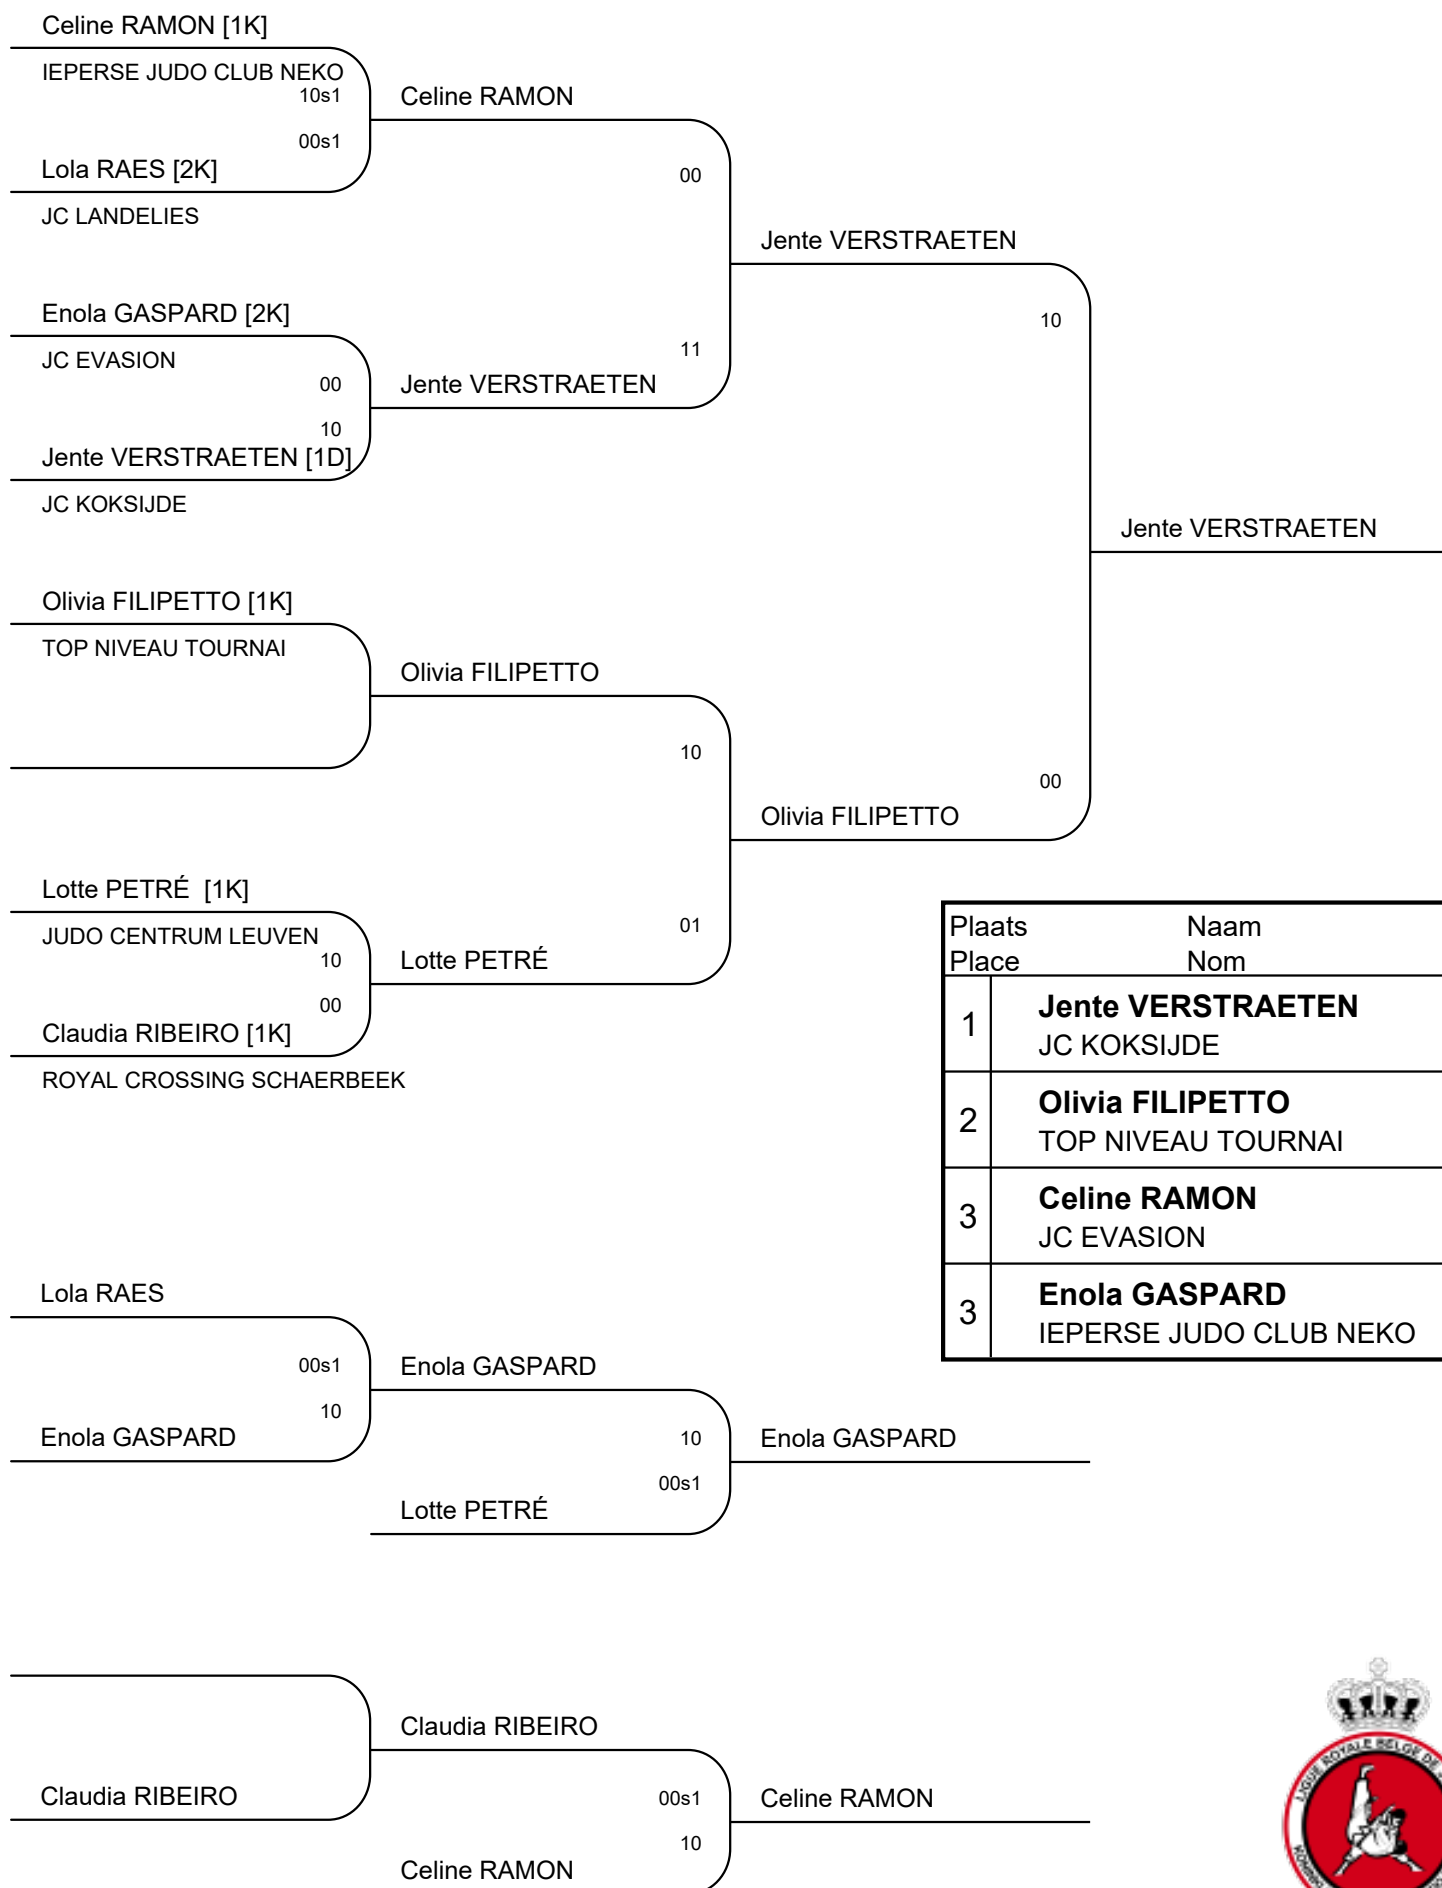 Celine RAMON [1K]
IEPERSE JUDO CLUB NEKO
10s1
Celine RAMON
00s1
Lola RAES [2K]
00
JC LANDELIES
Jente VERSTRAETEN
Enola GASPARD [2K]
10
JC EVASION
11
00
Jente VERSTRAETEN
10
Jente VERSTRAETEN [1D]
JC KOKSIJDE
Jente VERSTRAETEN
Olivia FILIPETTO [1K]
TOP NIVEAU TOURNAI
Olivia FILIPETTO
10
00
Olivia FILIPETTO
Lotte PETRÉ [1K]
01
JUDO CENTRUM LEUVEN
10
Lotte PETRÉ
00
Claudia RIBEIRO [1K]
ROYAL CROSSING SCHAERBEEK
Plaats Naam
Place Nom
1 Jente VERSTRAETEN
JC KOKSIJDE
2 Olivia FILIPETTO
TOP NIVEAU TOURNAI
3 Celine RAMON
JC EVASION
3 Enola GASPARD
IEPERSE JUDO CLUB NEKO
Lola RAES
00s1
Enola GASPARD
10
Enola GASPARD
10
Enola GASPARD
00s1
Lotte PETRÉ
Claudia RIBEIRO
Claudia RIBEIRO
00s1
Celine RAMON
10
Celine RAMON
LIGUE ROYALE BELGE DE